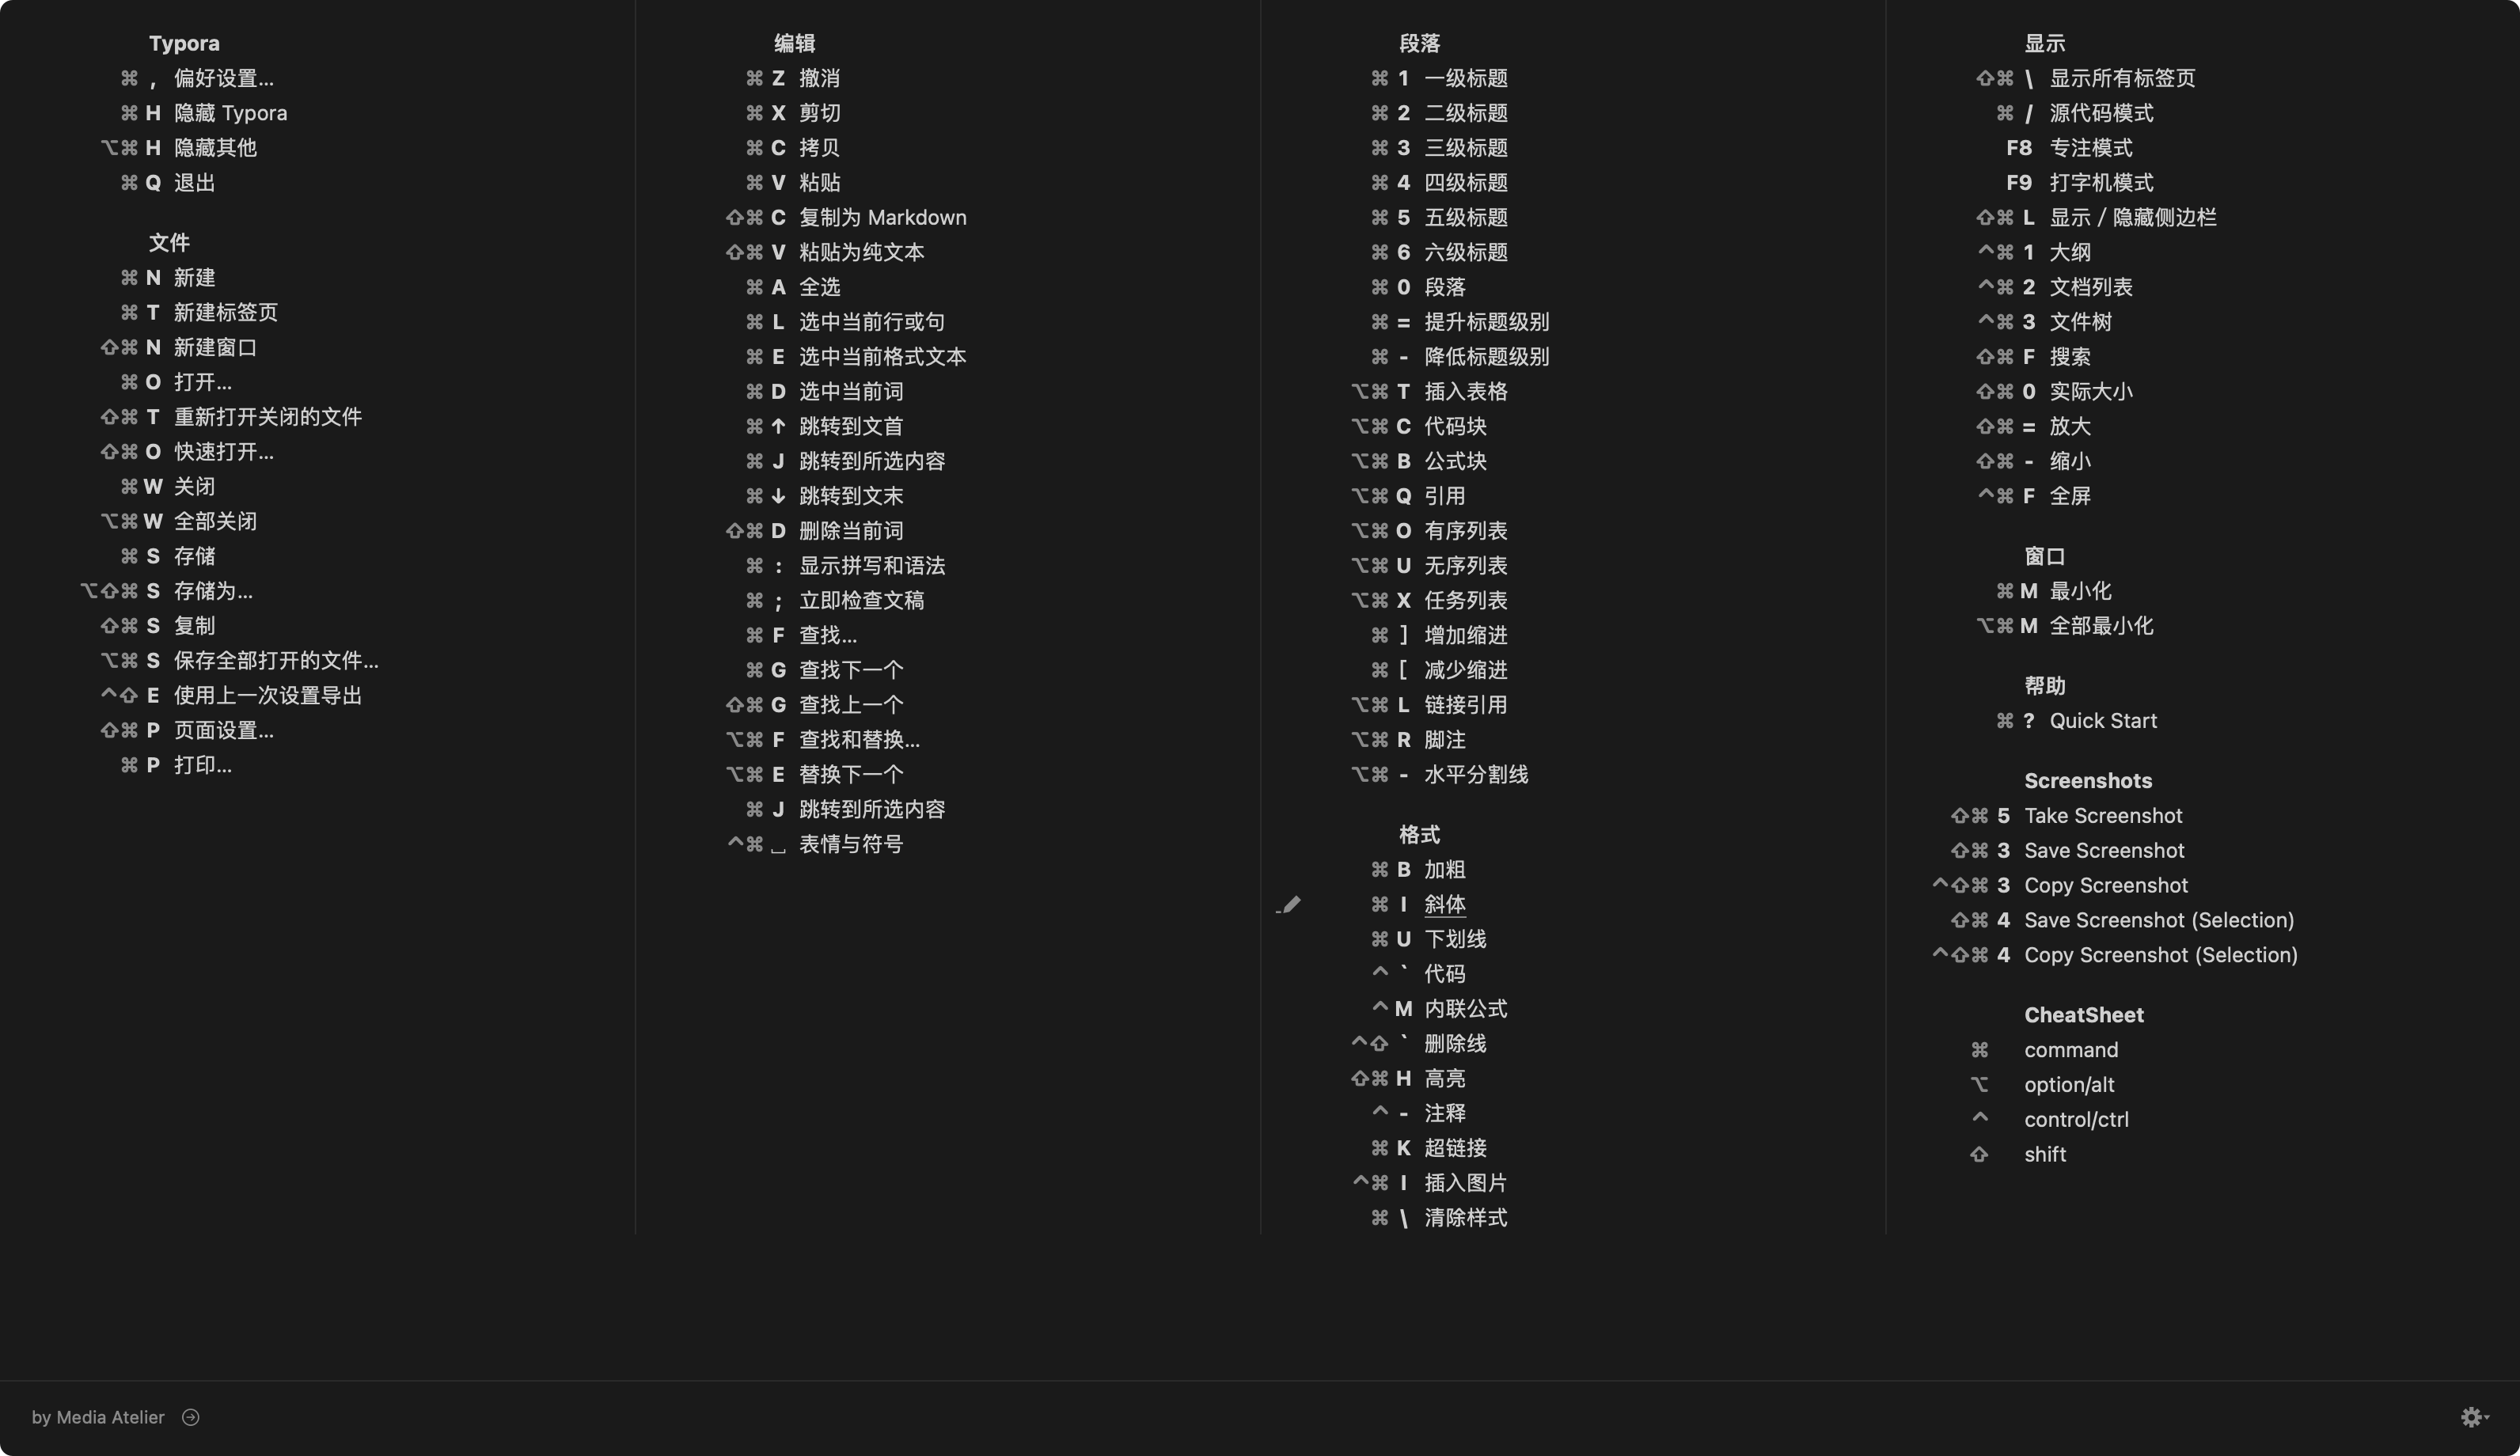 Typora
⌘ , 偏好设置...
⌘ H 隐藏 Typora
⌥⌘ H 隐藏其他
⌘ Q 退出
文件
⌘ N 新建
⌘ T 新建标签页
⇧⌘ N 新建窗口
⌘ O 打开...
⇧⌘ T 重新打开关闭的文件
⇧⌘ O 快速打开...
⌘ W 关闭
⌥⌘ W 全部关闭
⌘ S 存储
⌥⇧⌘ S 存储为...
⇧⌘ S 复制
⌥⌘ S 保存全部打开的文件...
^⇧ E 使用上一次设置导出
⇧⌘ P 页面设置...
⌘ P 打印...
编辑
⌘ Z 撤消
⌘ X 剪切
⌘ C 拷贝
⌘ V 粘贴
⇧⌘ C 复制为 Markdown
⇧⌘ V 粘贴为纯文本
⌘ A 全选
⌘ L 选中当前行或句
⌘ E 选中当前格式文本
⌘ D 选中当前词
⌘ ↑ 跳转到文首
⌘ J 跳转到所选内容
⌘ ↓ 跳转到文末
⇧⌘ D 删除当前词
⌘ : 显示拼写和语法
⌘ ; 立即检查文稿
⌘ F 查找...
⌘ G 查找下一个
⇧⌘ G 查找上一个
⌥⌘ F 查找和替换...
⌥⌘ E 替换下一个
⌘ J 跳转到所选内容
^⌘ ⎵ 表情与符号
段落
⌘ 1 一级标题
⌘ 2 二级标题
⌘ 3 三级标题
⌘ 4 四级标题
⌘ 5 五级标题
⌘ 6 六级标题
⌘ 0 段落
⌘ = 提升标题级别
⌘ - 降低标题级别
⌥⌘ T 插入表格
⌥⌘ C 代码块
⌥⌘ B 公式块
⌥⌘ Q 引用
⌥⌘ O 有序列表
⌥⌘ U 无序列表
⌥⌘ X 任务列表
⌘ ] 增加缩进
⌘ [ 减少缩进
⌥⌘ L 链接引用
⌥⌘ R 脚注
⌥⌘ - 水平分割线
格式
⌘ B 加粗
⌘ I 斜体
⌘ U 下划线
^ ` 代码
^ M 内联公式
^⇧ ` 删除线
⇧⌘ H 高亮
^ - 注释
⌘ K 超链接
^⌘ I 插入图片
⌘ \ 清除样式
显示
⇧⌘ \ 显示所有标签页
⌘ / 源代码模式
F8 专注模式
F9 打字机模式
⇧⌘ L 显示 / 隐藏侧边栏
^⌘ 1 大纲
^⌘ 2 文档列表
^⌘ 3 文件树
⇧⌘ F 搜索
⇧⌘ 0 实际大小
⇧⌘ = 放大
⇧⌘ - 缩小
^⌘ F 全屏
窗口
⌘ M 最小化
⌥⌘ M 全部最小化
帮助
⌘ ? Quick Start
Screenshots
⇧⌘ 5 Take Screenshot
⇧⌘ 3 Save Screenshot
^⇧⌘ 3 Copy Screenshot
⇧⌘ 4 Save Screenshot (Selection)
^⇧⌘ 4 Copy Screenshot (Selection)
CheatSheet
⌘ command
⌥ option/alt
^ control/ctrl
⇧ shift
by Media Atelier